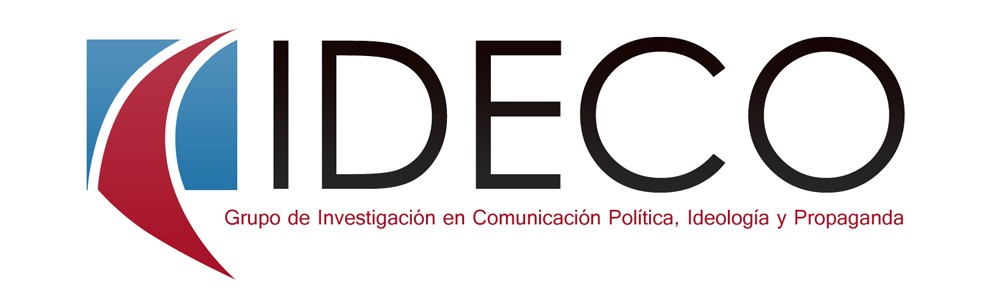 IDECO
Grupo de Investigación en Comunicación Política, Ideología y Propaganda